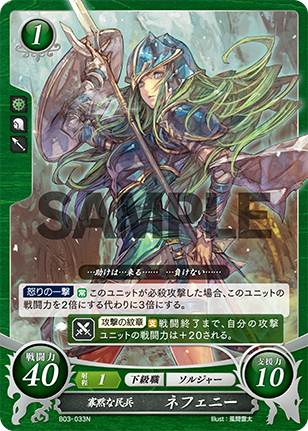 1
SAMPLE
…助けは…来る…… …負けない……
怒りの一撃 常 このユニットが必殺攻撃した場合、このユニットの
戦闘力を2倍にする代わりに3倍にする。
攻撃の紋章 支 戦闘終了まで、自分の攻撃
ユニットの戦闘力は+20される。
戦闘力 40
射程 1 下級職 ソルジャー
支援力 10
寡黙な民兵 ネフェニー
B03-033N Illust:風間雷太